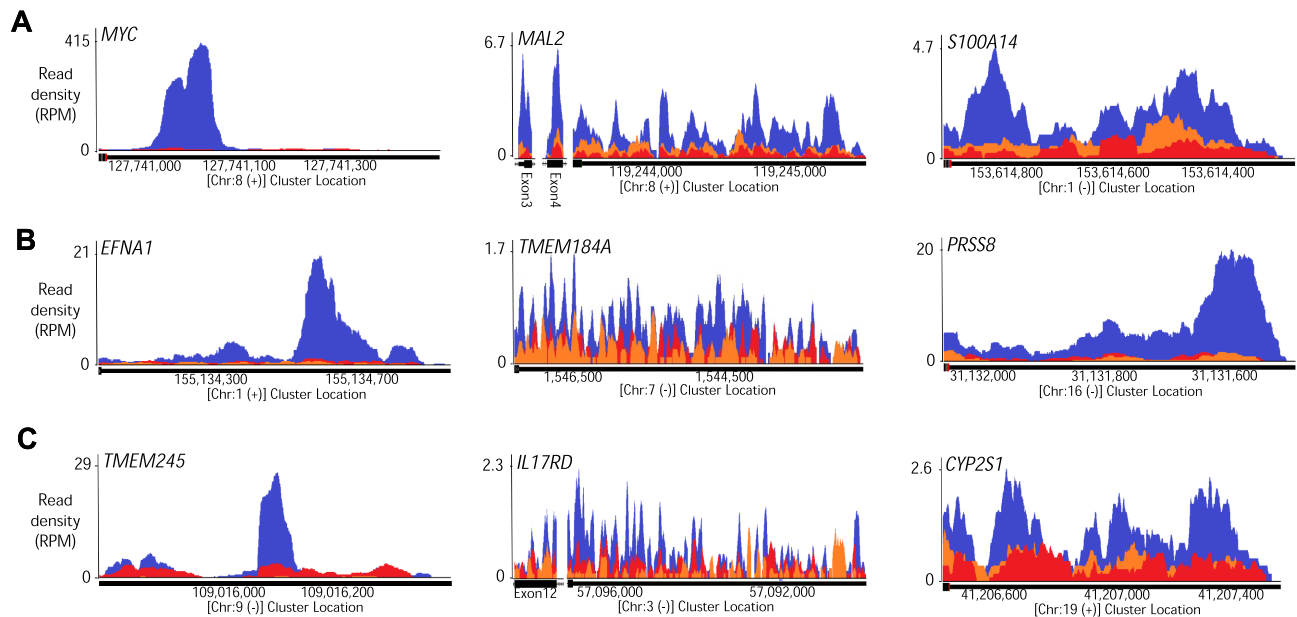 A
MYC
MAL2
S100A14
415
6.7
4.7
Read
density
(RPM)
0
0
0
127,741,000 127,741,100 127,741,300
Exon3
Exon4
119,244,000 119,245,000
153,614,800 153,614,600 153,614,400
[Chr:8 (+)] Cluster Location
[Chr:8 (+)] Cluster Location
[Chr:1 (-)] Cluster Location
B
EFNA1
TMEM184A
PRSS8
21
1.7
20
Read
density
(RPM)
0
0
0
155,134,300 155,134,700
1,546,500 1,544,500
31,132,000 31,131,800 31,131,600
[Chr:1 (+)] Cluster Location
[Chr:7 (-)] Cluster Location
[Chr:16 (-)] Cluster Location
C
TMEM245
IL17RD
CYP2S1
29
2.3
2.6
Read
density
(RPM)
0
0
0
109,016,000 109,016,200
Exon12
57,096,000 57,092,000
41,206,600 41,207,000 41,207,400
[Chr:9 (-)] Cluster Location
[Chr:3 (-)] Cluster Location
[Chr:19 (+)] Cluster Location